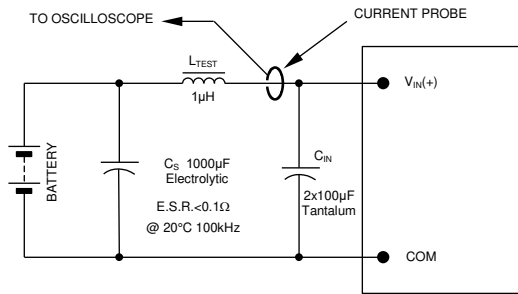 TO OSCILLOSCOPE
CURRENT PROBE
LTEST
1µH
VIN(+)
BATTERY
CS 1000µF
Electrolytic
E.S.R.<0.1Ω
@ 20°C 100kHz
CIN
2x100µF
Tantalum
COM